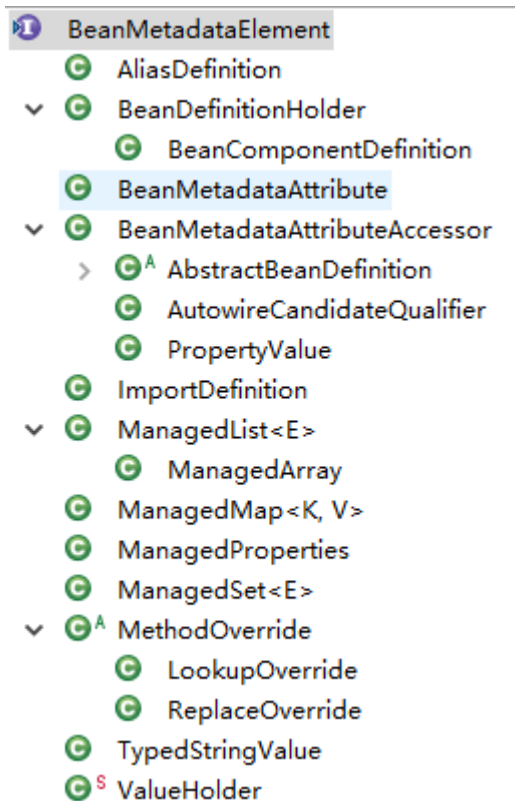 BeanMetadataElement
AliasDefinition
BeanDefinitionHolder
BeanComponentDefinition
BeanMetadataAttribute
BeanMetadataAttributeAccessor
AbstractBeanDefinition
AutowireCandidateQualifier
PropertyValue
ImportDefinition
ManagedList<E>
ManagedArray
ManagedMap<K, V>
ManagedProperties
ManagedSet<E>
MethodOverride
LookupOverride
ReplaceOverride
TypedStringValue
ValueHolder